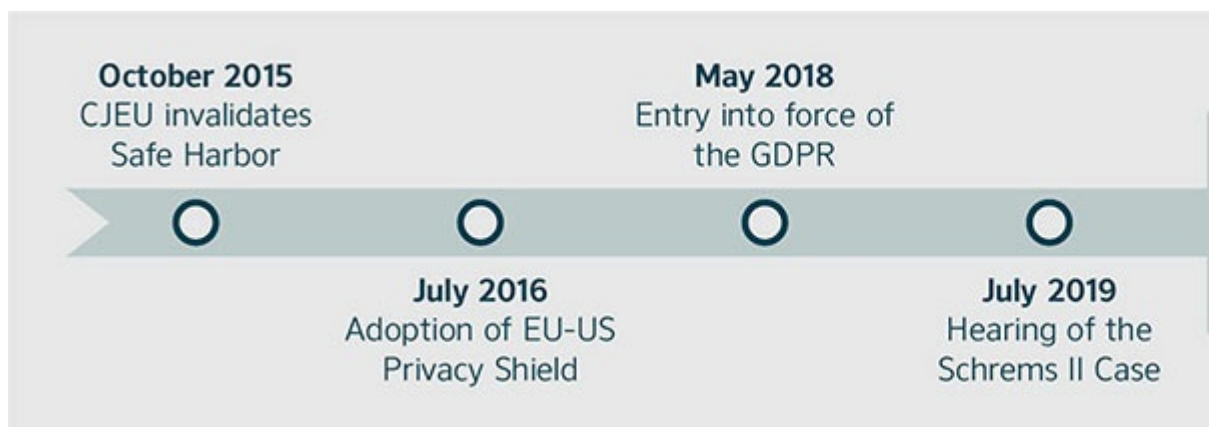 October 2015
CJEU invalidates
Safe Harbor
July 2016
Adoption of EU-US
Privacy Shield
May 2018
Entry into force of
the GDPR
July 2019
Hearing of the
Schrems II Case